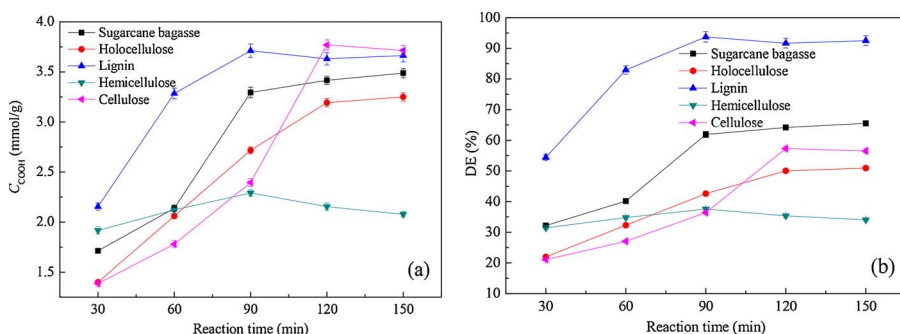 4.0
3.5
3.0
2.5
2.0
1.5
C_COOH (mmol/g)
Sugarcane bagasse
Holocellulose
Lignin
Hemicellulose
Cellulose
(a)
30 60 90 120 150
Reaction time (min)
100
90
80
70
60
50
40
30
20
10
DE (%)
Sugarcane bagasse
Holocellulose
Lignin
Hemicellulose
Cellulose
(b)
30 60 90 120 150
Reaction time (min)